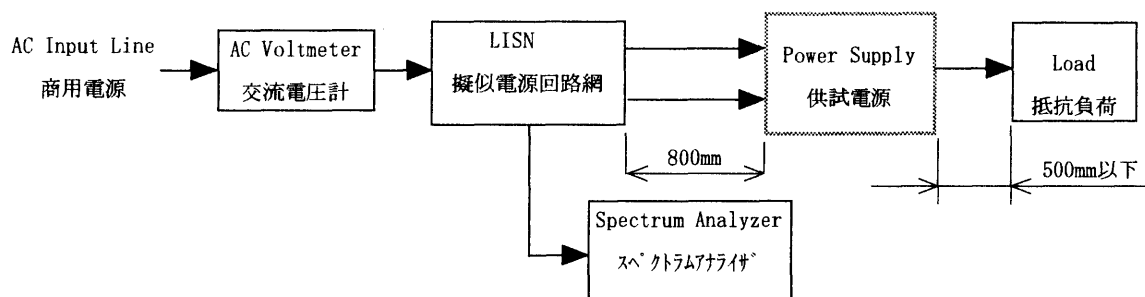 AC Input Line
商用電源
AC Voltmeter
交流電圧計
LISN
擬似電源回路網
Power Supply
供試電源
Load
抵抗負荷
800mm
500mm以下
Spectrum Analyzer
ｽﾍﾟｸﾄﾗﾑｱﾅﾗｲｻﾞ